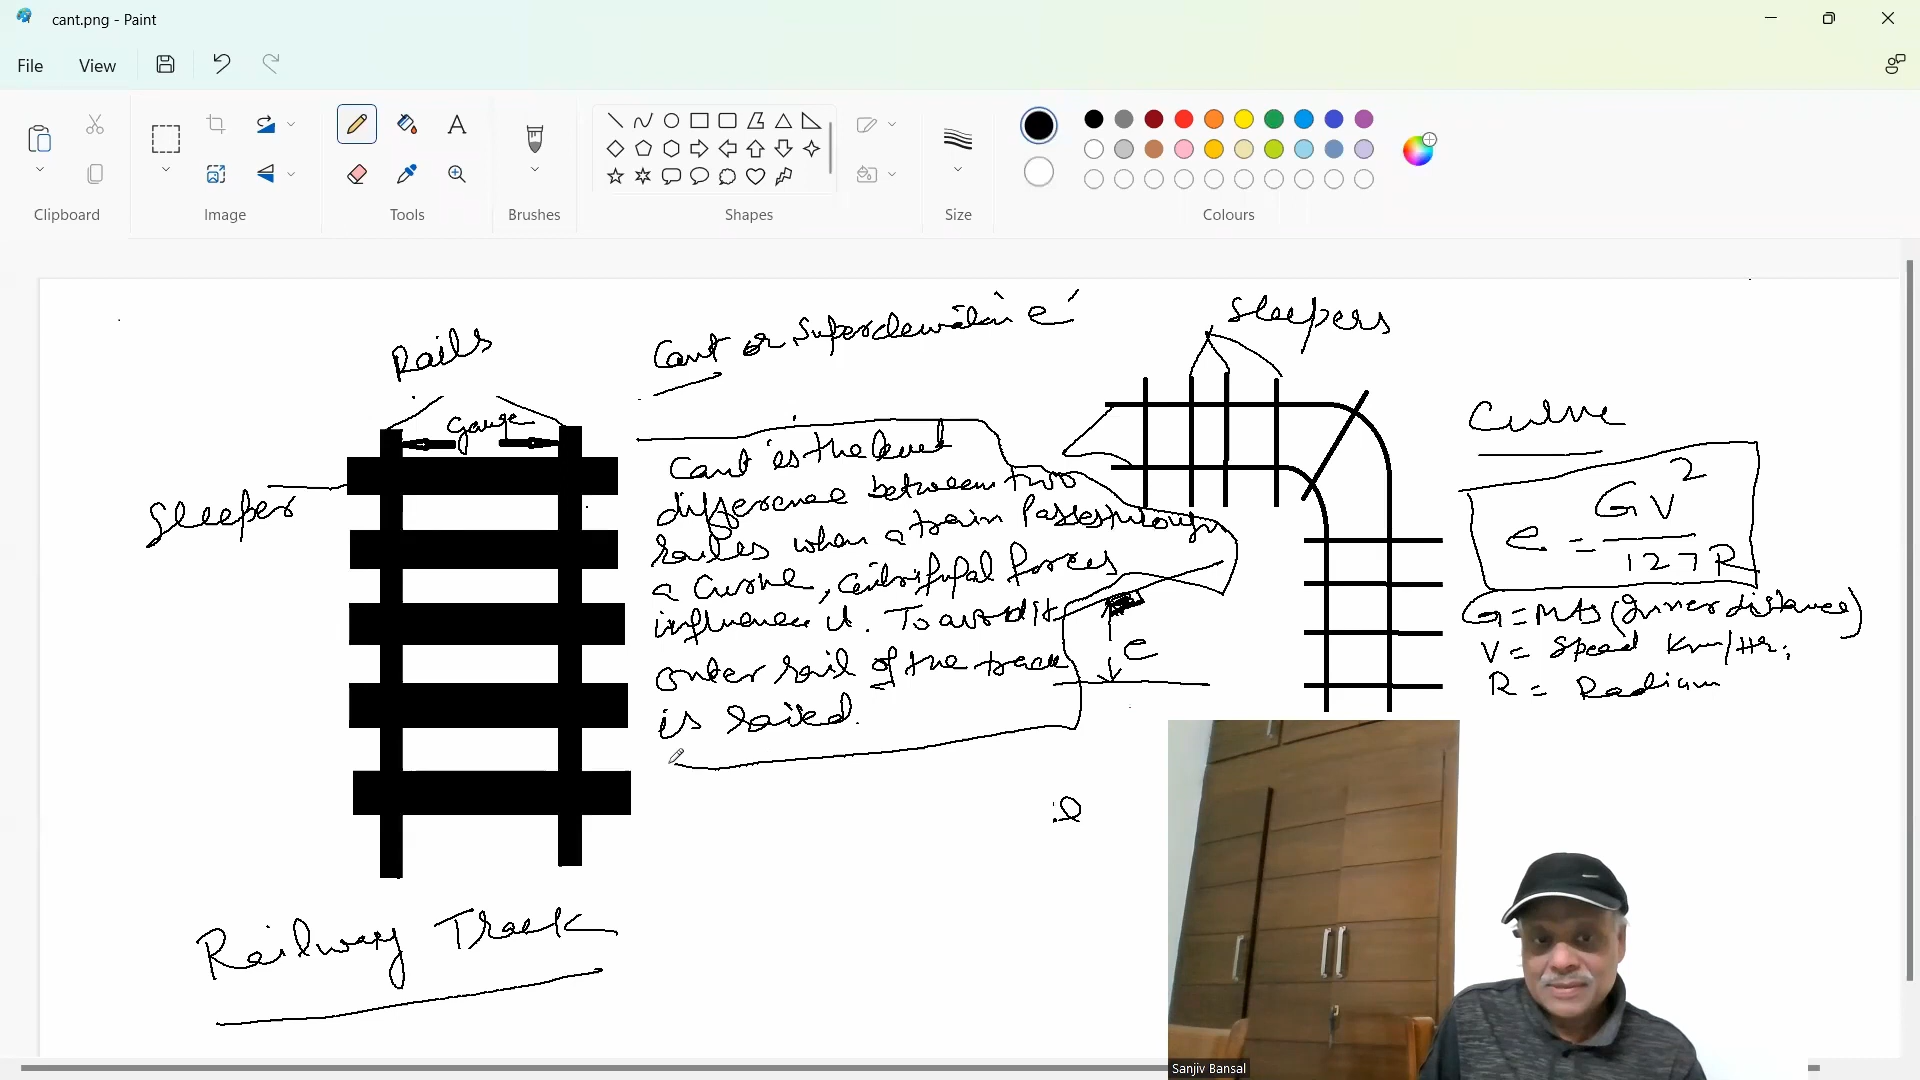 cant.png - Paint
File View
Clipboard Image Tools Brushes Shapes Size Colours
Rails
Gauge
Sleeper
Railway Track
Cant or Superelevation 'e'
Cant is the level
difference between two
railes when a train Passes through
a Curve, Centrifugal forces
influences it. To avoid it
outer rail of the track
is raised.
e
Sleepers
Curve
e = GV²
127R
G = Mts (Inner distance)
V = Speed Km/Hr.
R = Radium
Sanjiv Bansal